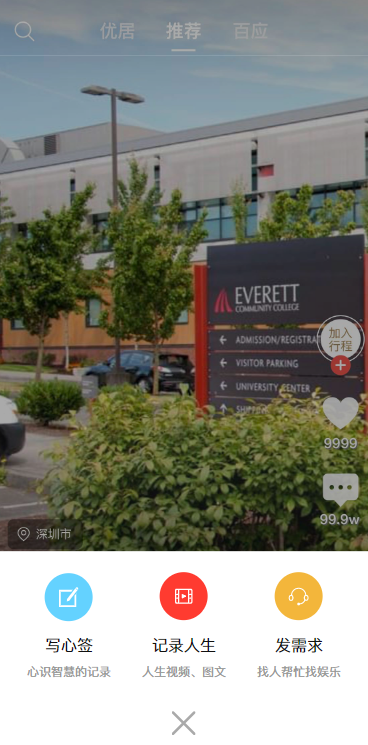 优居 推荐 百应
EVERETT
COMMUNITY COLLEGE
ADMISSION/REGISTRAT
VISITOR PARKING
UNIVERSITY CENTER
加入
行程
9999
99.9w
深圳市
写心签 记录人生 发需求
心识智慧的记录 人生视频、图文 找人帮忙找娱乐